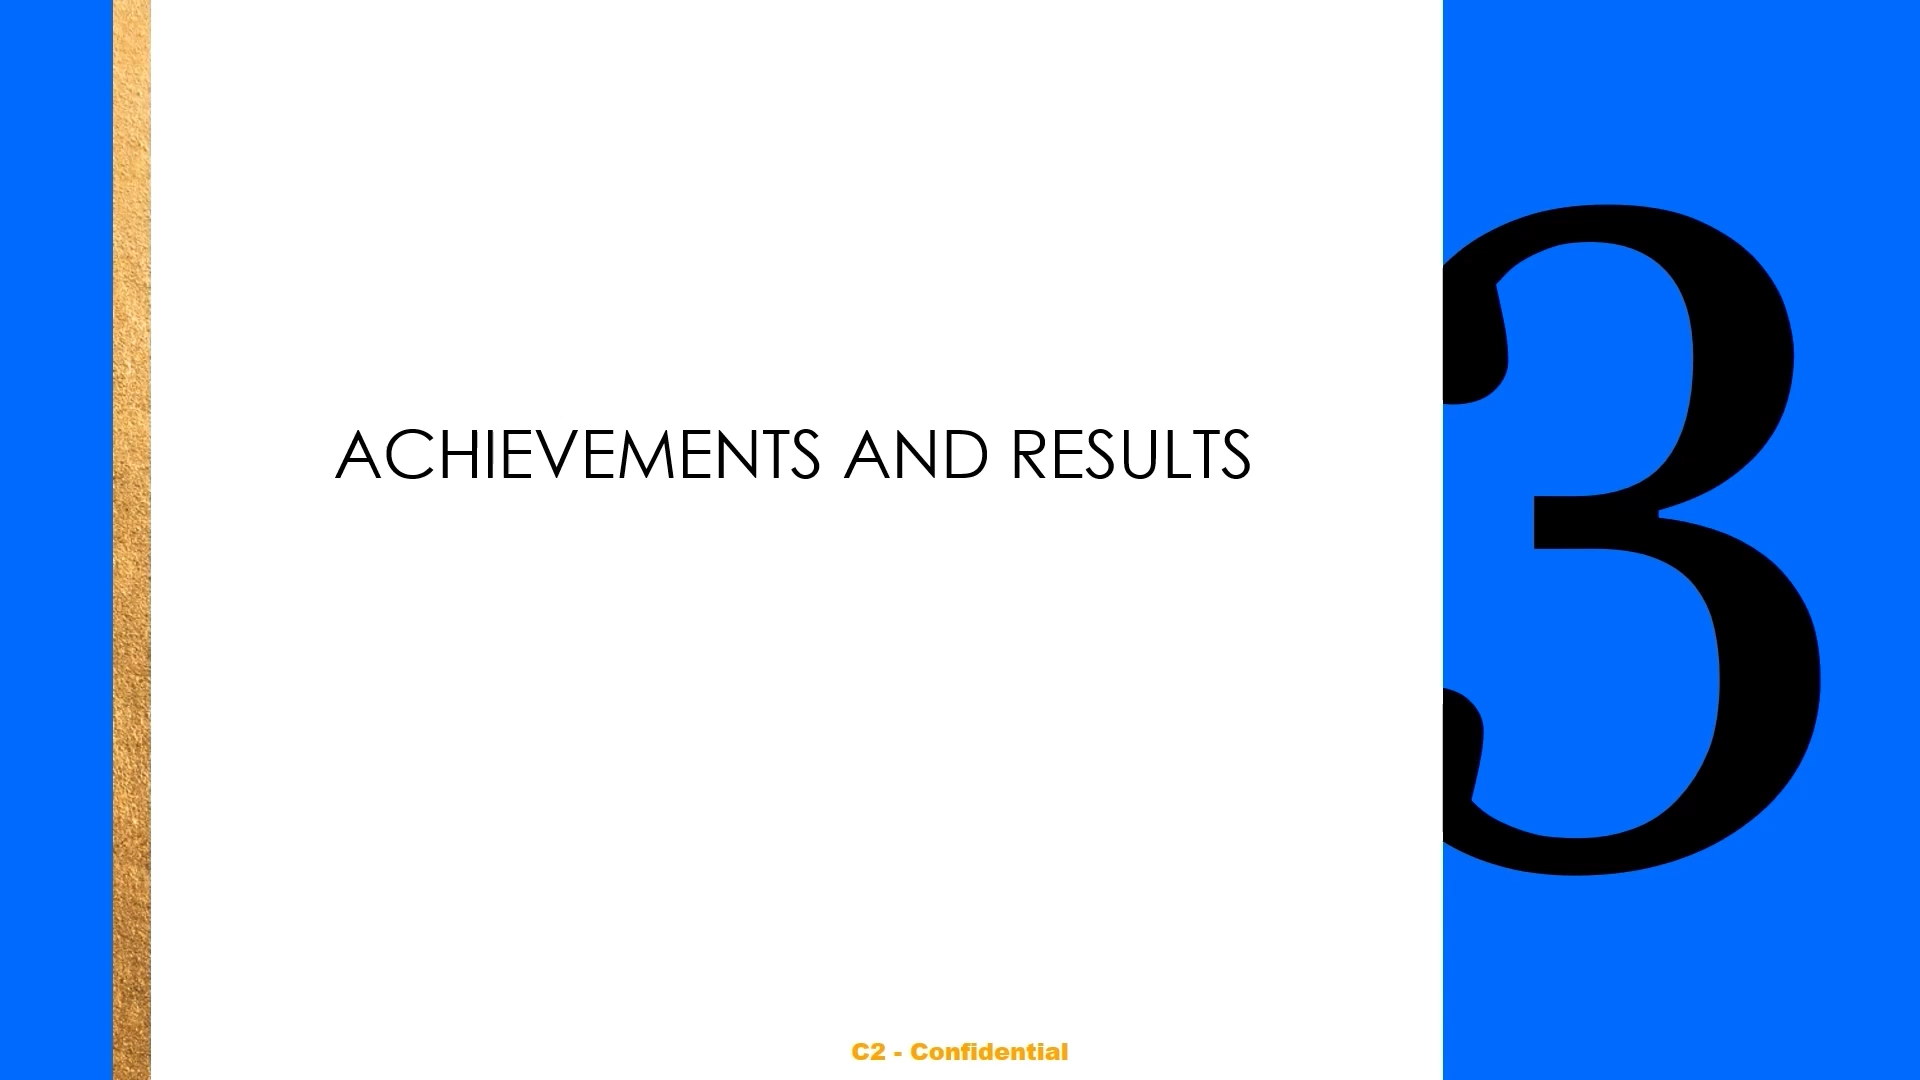 ACHIEVEMENTS AND RESULTS
3
C2 - Confidential